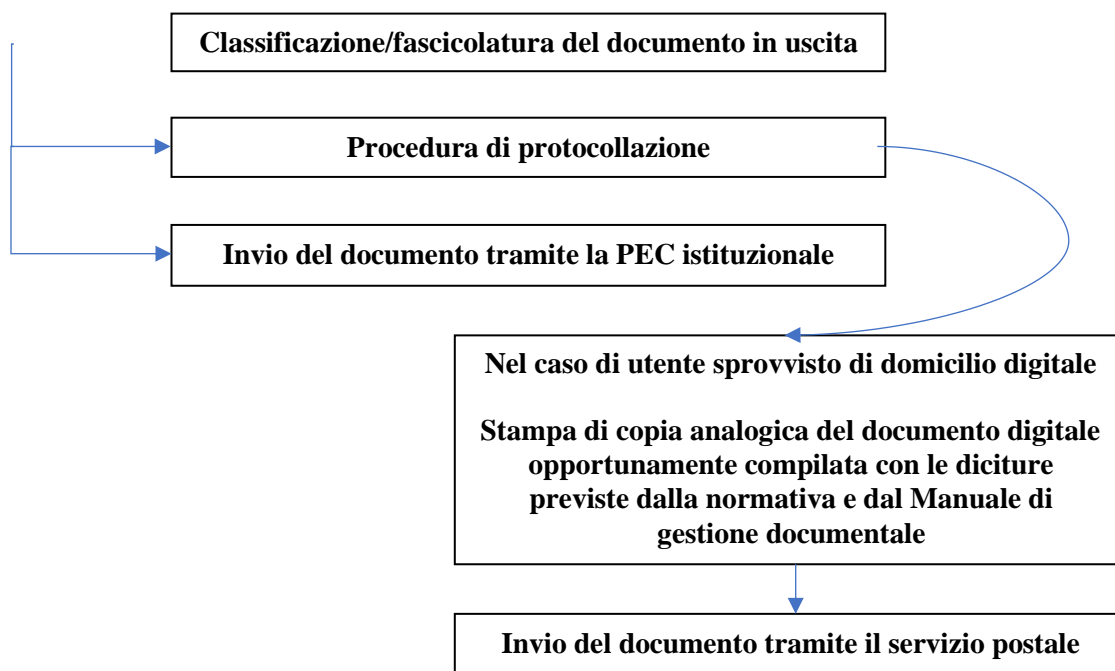 Classificazione/fascicolatura del documento in uscita
Procedura di protocollazione
Invio del documento tramite la PEC istituzionale
Nel caso di utente sprovvisto di domicilio digitale
Stampa di copia analogica del documento digitale
opportunamente compilata con le diciture
previste dalla normativa e dal Manuale di
gestione documentale
Invio del documento tramite il servizio postale